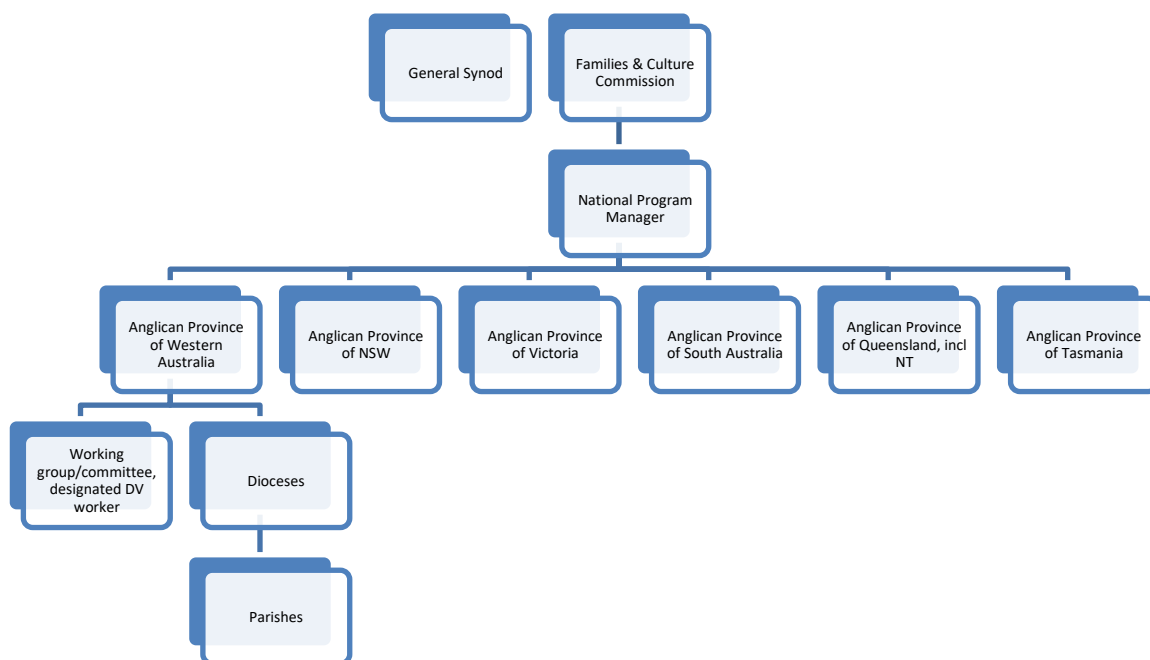 General Synod
Families & Culture
Commission
National Program
Manager
Anglican Province
of Western
Australia
Anglican Province
of NSW
Anglican Province
of Victoria
Anglican Province
of South Australia
Anglican Province
of Queensland, incl
NT
Anglican Province
of Tasmania
Working
group/committee,
designated DV
worker
Dioceses
Parishes